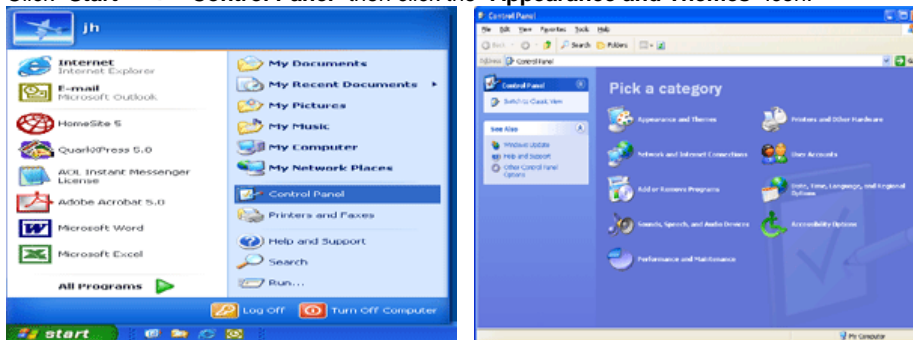 Click "Start" "Control Panel" then click the "Appearance and Themes" icon.
jh
Internet
Internet Explorer
E-mail
Microsoft Outlook
HomeSite 5
QuarkXPress 5.0
AOL Instant Messenger
License
Adobe Acrobat 5.0
Microsoft Word
Microsoft Excel
All Programs
My Documents
My Recent Documents
My Pictures
My Music
My Computer
My Network Places
Control Panel
Printers and Faxes
Help and Support
Search
Run...
Log Off
Turn Off Computer
start
Control Panel
File Edit View Favorites Tools Help
Back Search Folders
Address Control Panel
Control Panel
Switch to Classic View
See Also
Windows Update
Help and Support
Other Control Panel
Options
Pick a category
Appearance and Themes
Printers and Other Hardware
Network and Internet Connections
User Accounts
Add or Remove Programs
Date, Time, Language, and Regional
Options
Sounds, Speech, and Audio Devices
Accessibility Options
Performance and Maintenance
My Computer